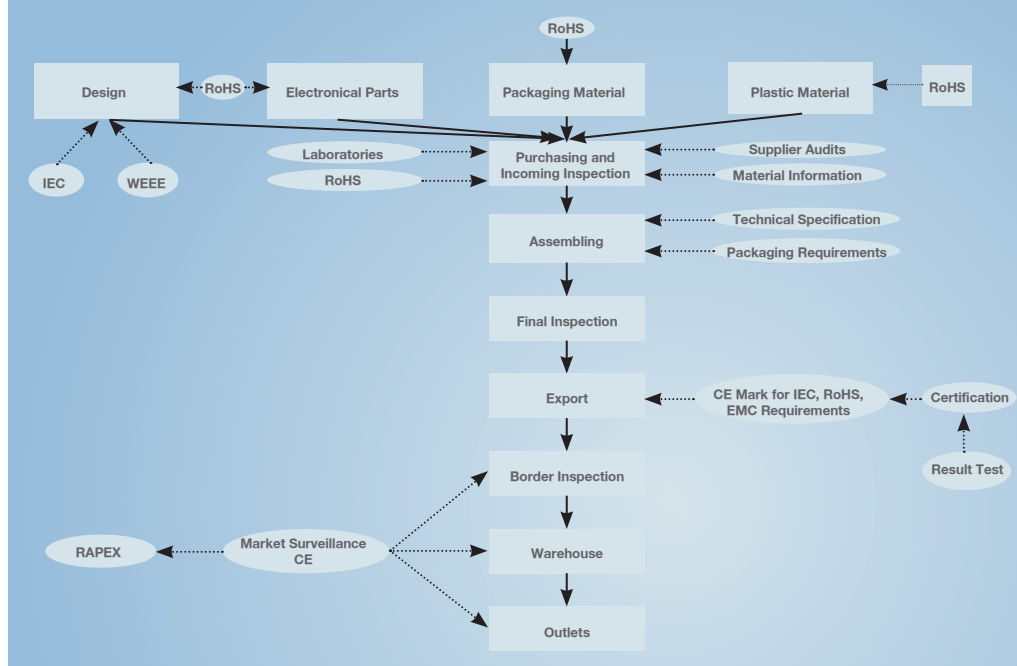 RoHS
Design
RoHS
Electronical Parts
Packaging Material
Plastic Material
RoHS
IEC
WEEE
Laboratories
RoHS
Purchasing and
Incoming Inspection
Supplier Audits
Material Information
Assembling
Technical Specification
Packaging Requirements
Final Inspection
Export
CE Mark for IEC, RoHS,
EMC Requirements
Certification
Result Test
Border Inspection
RAPEX
Market Surveillance
CE
Warehouse
Outlets